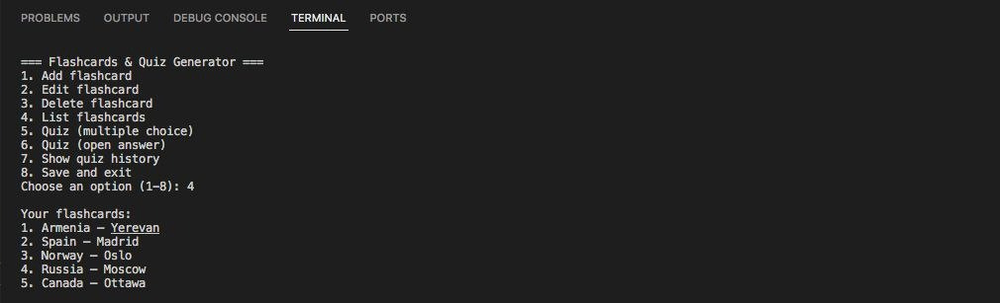 PROBLEMS OUTPUT DEBUG CONSOLE TERMINAL PORTS
=== Flashcards & Quiz Generator ===
1. Add flashcard
2. Edit flashcard
3. Delete flashcard
4. List flashcards
5. Quiz (multiple choice)
6. Quiz (open answer)
7. Show quiz history
8. Save and exit
Choose an option (1–8): 4
Your flashcards:
1. Armenia — Yerevan
2. Spain — Madrid
3. Norway — Oslo
4. Russia — Moscow
5. Canada — Ottawa